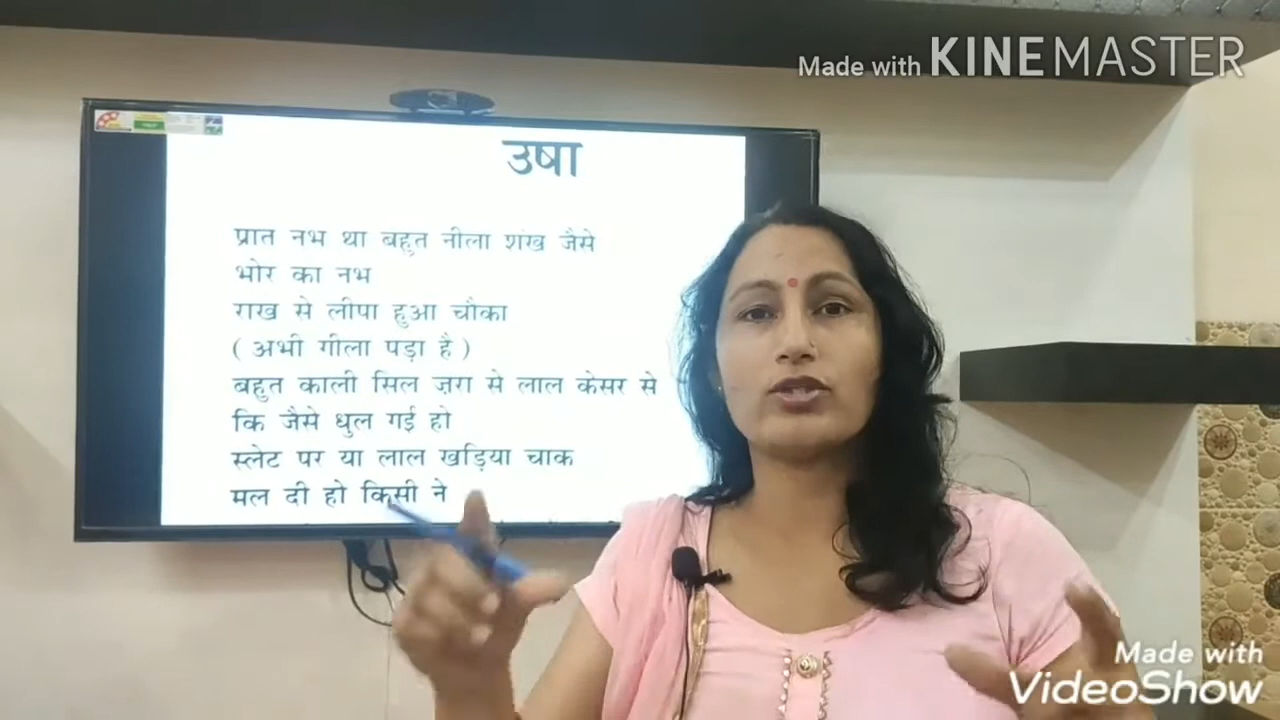 Made with KINEMASTER
उषा
प्रात नभ था बहुत नीला शंख जैसे
भोर का नभ
राख से लीपा हुआ चौका
( अभी गीला पड़ा है )
बहुत काली सिल ज़रा से लाल केसर से
कि जैसे धुल गई हो
स्लेट पर या लाल खड़िया चाक
मल दी हो किसी ने
Made with
VideoShow